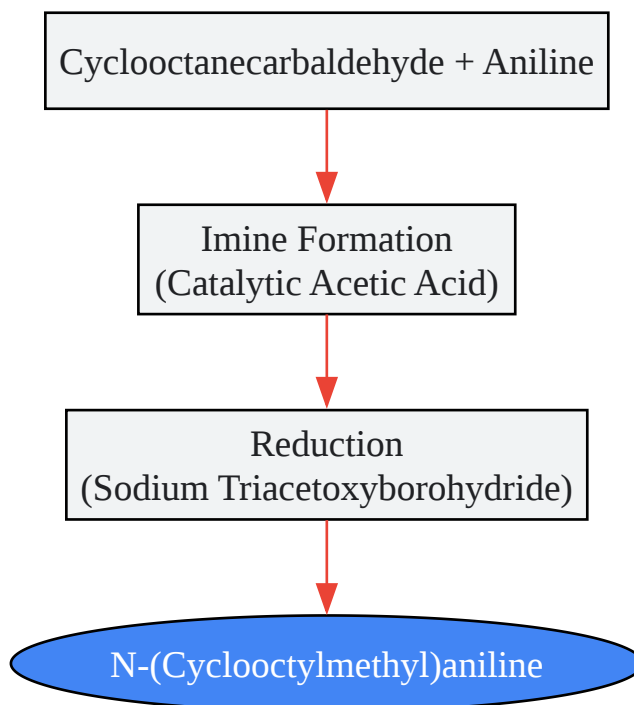 Cyclooctanecarbaldehyde + Aniline
Imine Formation
(Catalytic Acetic Acid)
Reduction
(Sodium Triacetoxyborohydride)
N-(Cyclooctylmethyl)aniline